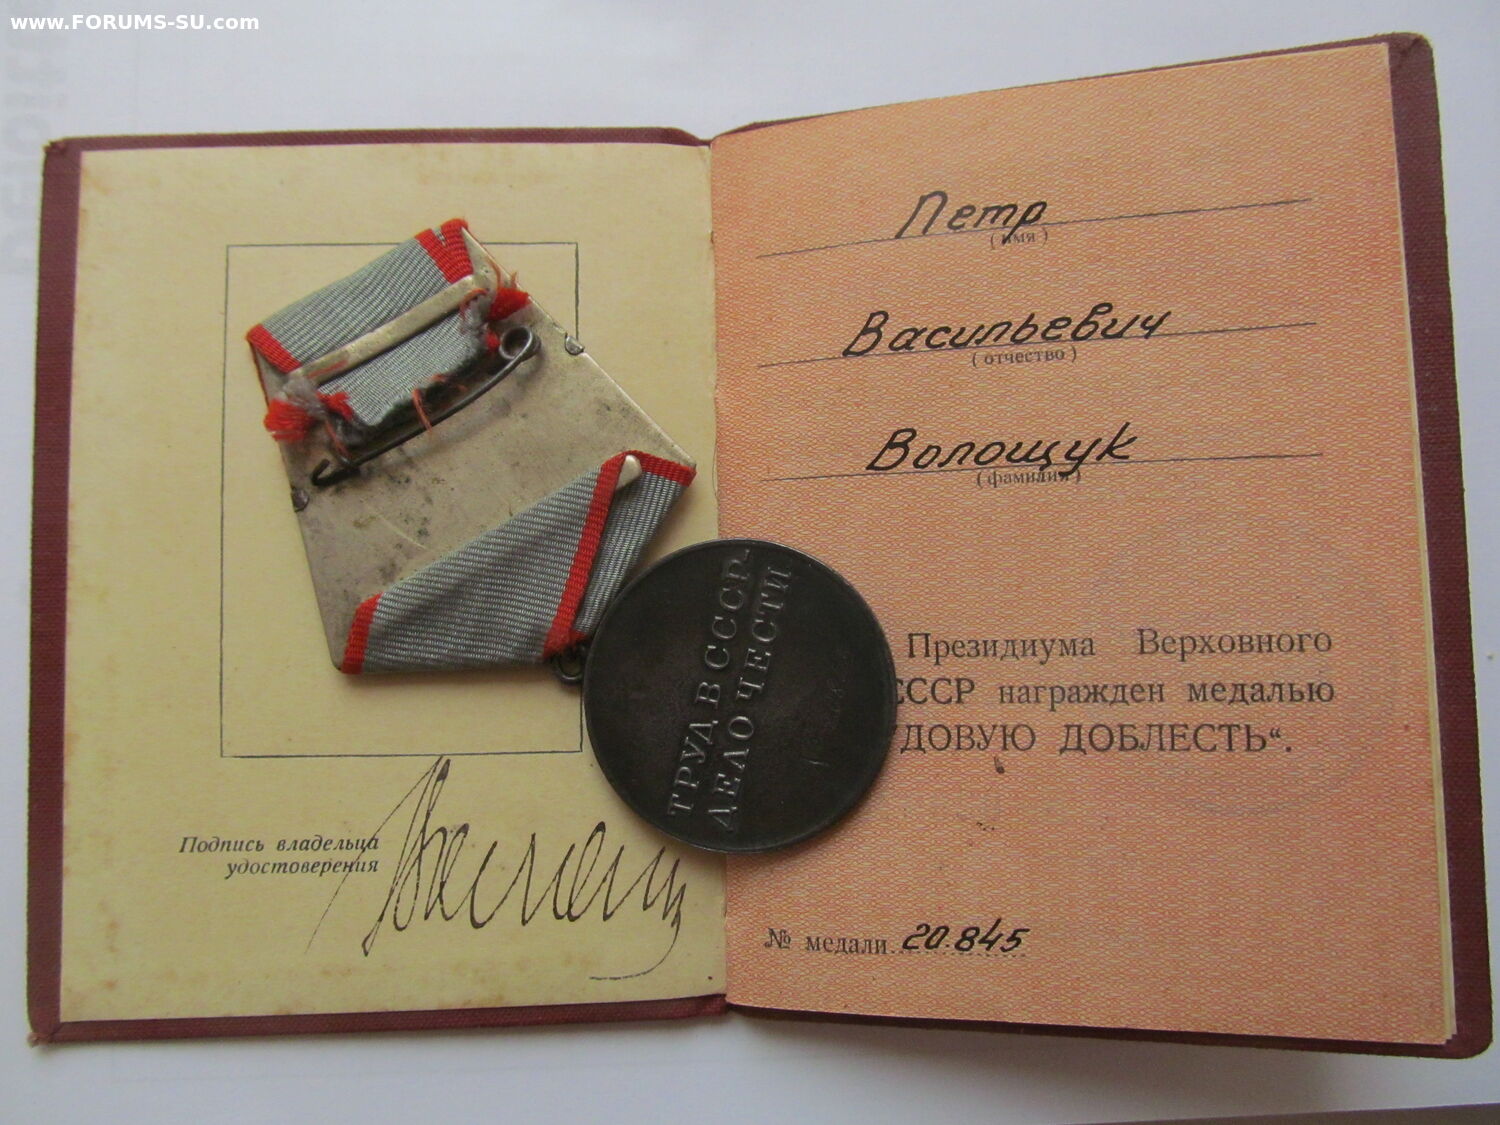 www.FORUMS-SU.com
Петр
(имя)
Васильевич
(отчество)
Волощук
(фамилия)
Президиума Верховного
СССР награжден медалью
ДОВУЮ ДОБЛЕСТЬ“.
№ медали 20.845
ТРУД В СССР
ДЕЛО ЧЕСТИ
Подпись владельца
удостоверения